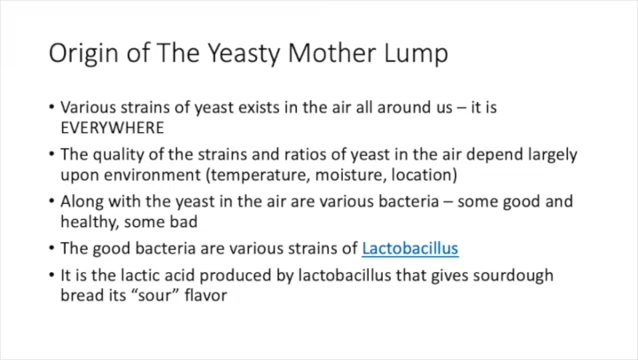 Origin of The Yeasty Mother Lump
• Various strains of yeast exists in the air all around us – it is
EVERYWHERE
• The quality of the strains and ratios of yeast in the air depend largely
upon environment (temperature, moisture, location)
• Along with the yeast in the air are various bacteria – some good and
healthy, some bad
• The good bacteria are various strains of Lactobacillus
• It is the lactic acid produced by lactobacillus that gives sourdough
bread its “sour” flavor